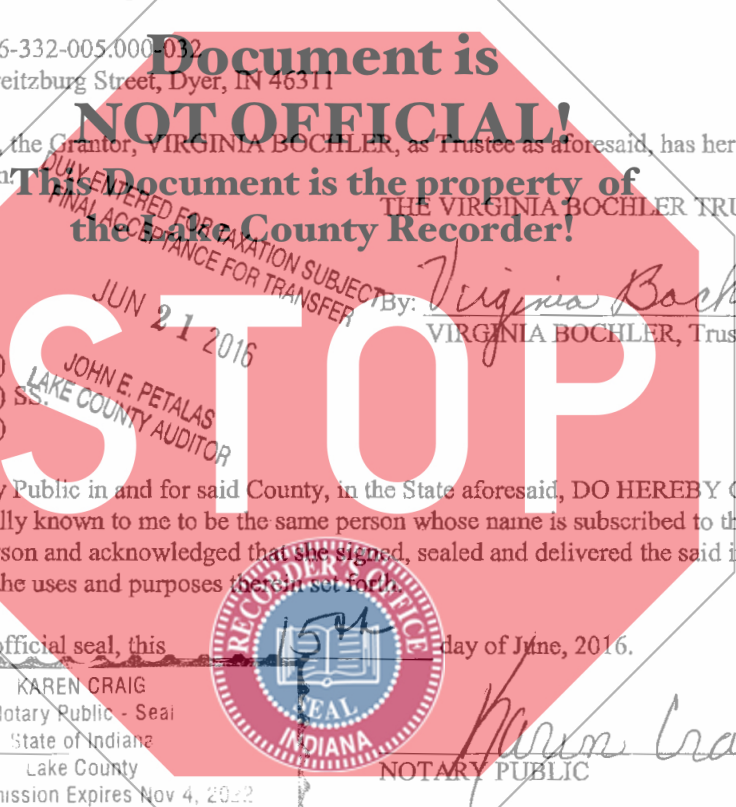 6-332-005.000-032
Document is
reitzburg Street, Dyer, IN 46311
NOT OFFICIAL!
, the Grantor, VIRGINIA BOCHLER, as Trustee as aforesaid, has her
This Document is the property of
THE VIRGINIA BOCHLER TRU
the Lake County Recorder!
DULY ENTERED FOR TAXATION SUBJECT
FINAL ACCEPTANCE FOR TRANSFER
JUN 21 2016
By: Virginia Boch
VIRGINIA BOCHLER, Trus
STOP
JOHN E. PETALAS
LAKE COUNTY AUDITOR
)
) SS.
)
y Public in and for said County, in the State aforesaid, DO HEREBY C
lly known to me to be the same person whose name is subscribed to th
rson and acknowledged that she signed, sealed and delivered the said i
he uses and purposes therein set forth.
official seal, this 15th day of June, 2016.
RECORDER'S OFFICE
SEAL
INDIANA
KAREN CRAIG
Notary Public - Seal
State of Indiana
Lake County
mission Expires Nov 4, 2022
Karen Cra
NOTARY PUBLIC